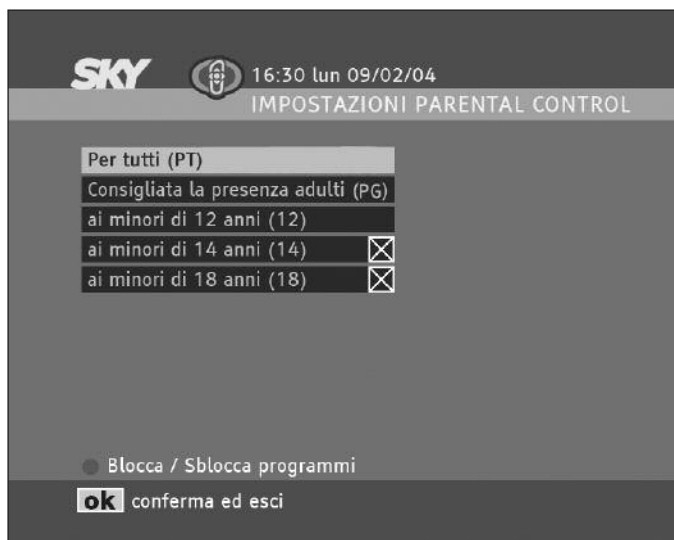 SKY 16:30 lun 09/02/04
IMPOSTAZIONI PARENTAL CONTROL
Per tutti (PT)
Consigliata la presenza adulti (PG)
ai minori di 12 anni (12)
ai minori di 14 anni (14)
ai minori di 18 anni (18)
Blocca / Sblocca programmi
ok conferma ed esci